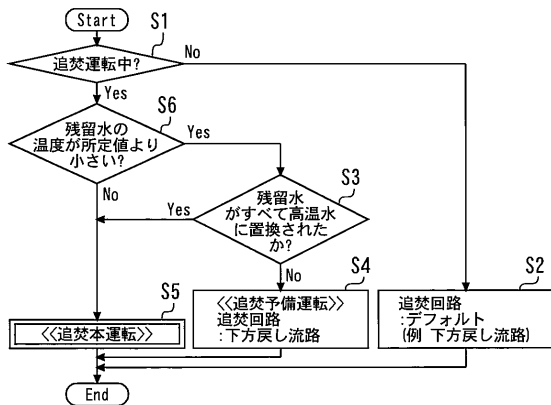 Start
S1
追焚運転中?
No
Yes
S6
残留水の
温度が所定値より
小さい?
Yes
No
S3
残留水
がすべて高温水
に置換された
か?
Yes
No
S4
<<追焚予備運転>>
追焚回路
:下方戻し流路
S2
追焚回路
:デフォルト
(例 下方戻し流路)
S5
<<追焚本運転>>
End